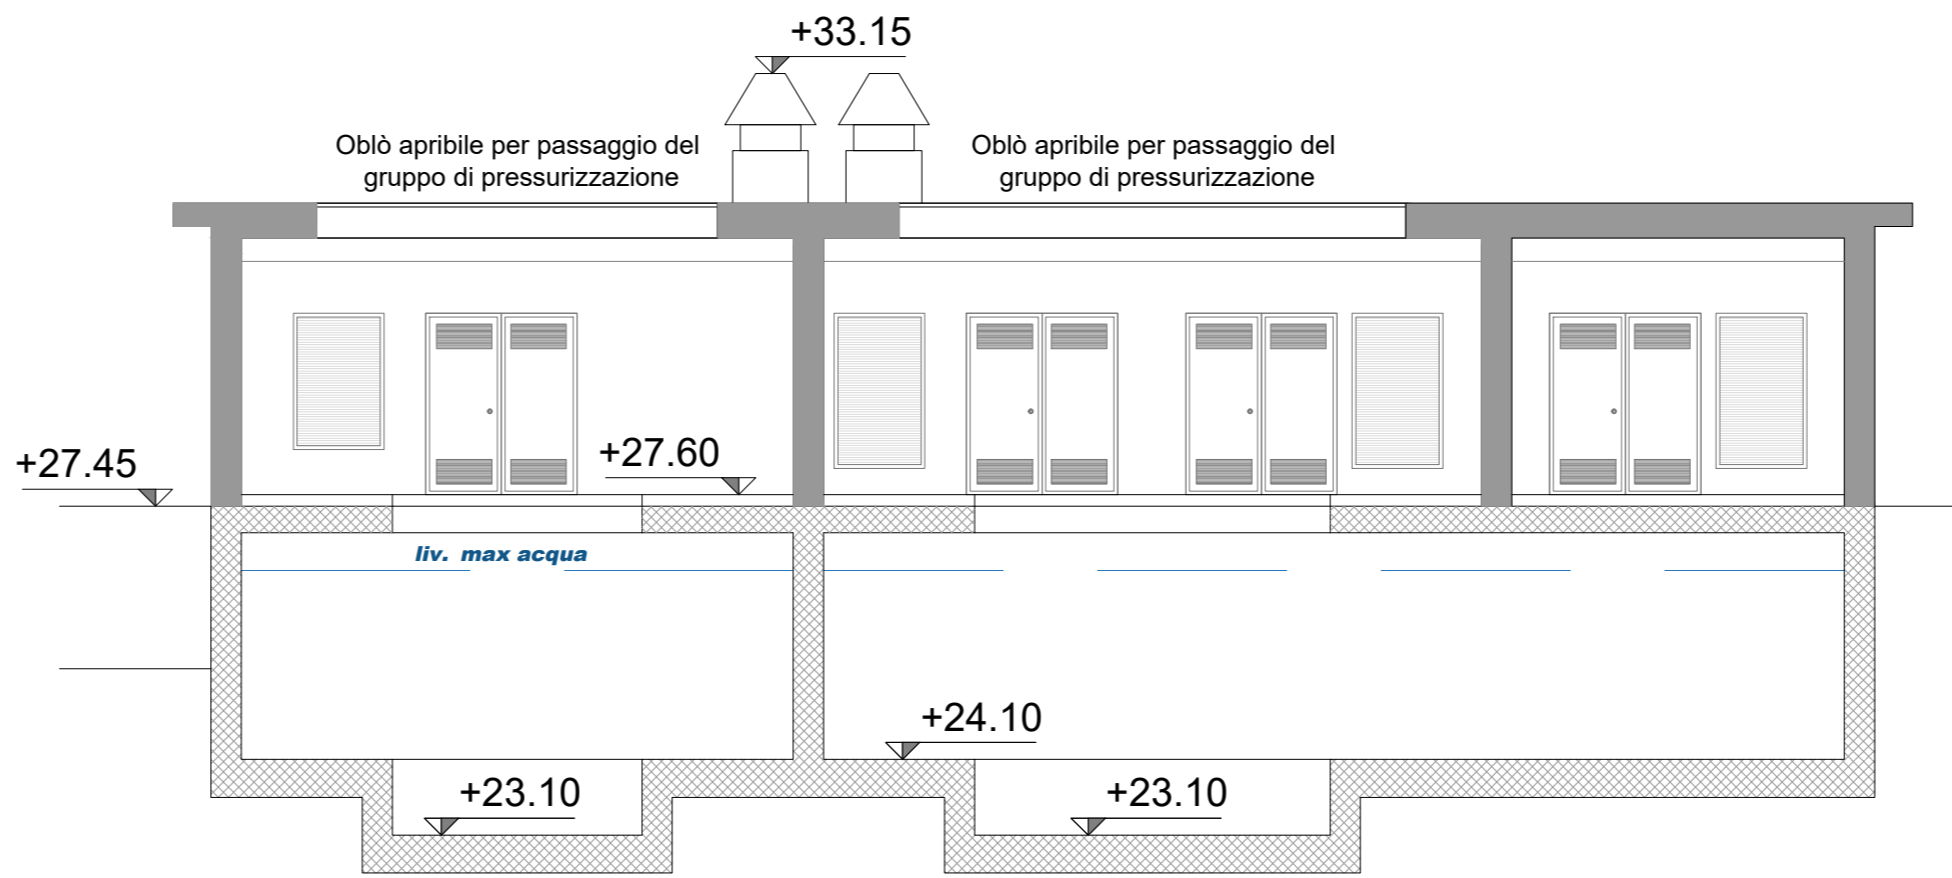 +33.15
Oblò apribile per passaggio del
gruppo di pressurizzazione
Oblò apribile per passaggio del
gruppo di pressurizzazione
+27.45
+27.60
liv. max acqua
+24.10
+23.10
+23.10